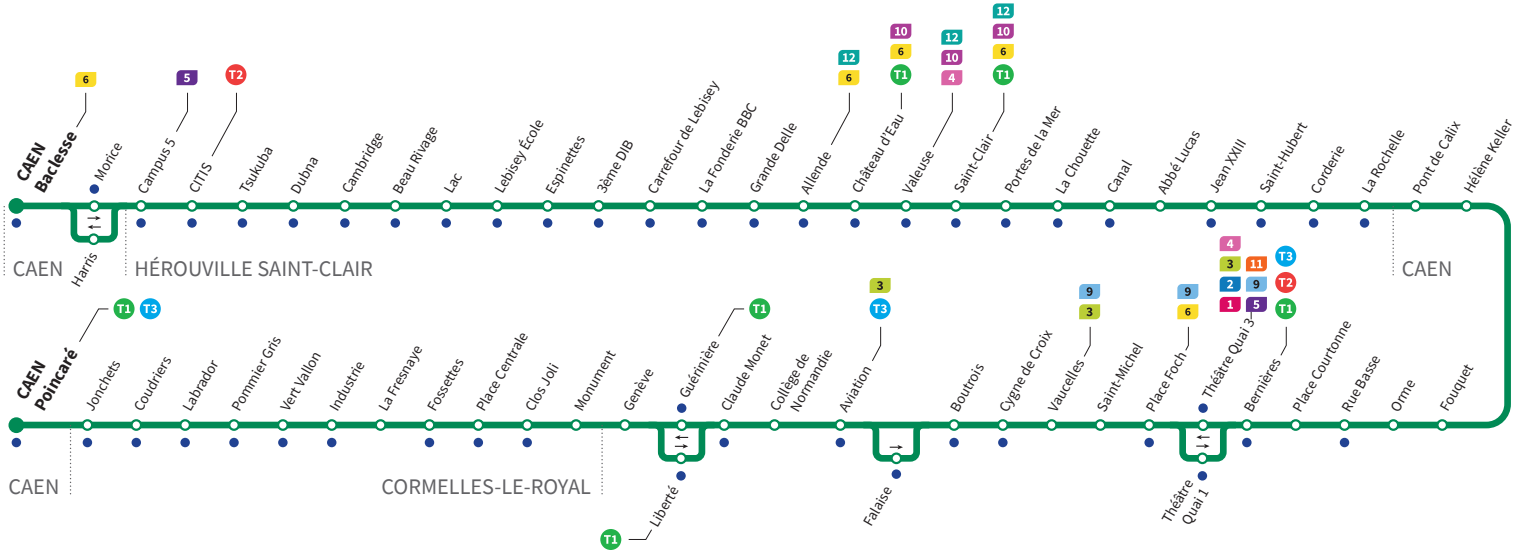 12
10
12
10
12
10
6
6
12
6
T1
4
6
T1
5
T2
6
CAEN
Baclesse
Morice
Campus 5
CITIS
Tsukuba
Dubna
Cambridge
Beau Rivage
Lac
Lebisey École
Espinettes
3ème DIB
Carrefour de Lebisey
La Fonderie BBC
Grande Delle
Allende
Château d'Eau
Valeuse
Saint-Clair
Portes de la Mer
La Chouette
Canal
Abbé Lucas
Jean XXIII
Saint-Hubert
Corderie
La Rochelle
Pont de Calix
Hélène Keller
Harris
CAEN
HÉROUVILLE SAINT-CLAIR
CAEN
T1
T3
T1
3
T3
9
3
9
6
4
3
11
T3
2
9
T2
1
5
T1
CAEN
Poincaré
Jonchets
Coudriers
Labrador
Pommier Gris
Vert Vallon
Industrie
La Fresnaye
Fossettes
Place Centrale
Clos Joli
Monument
Genève
Guérinière
Claude Monet
Collège de
Normandie
Aviation
Boutrois
Cygne de Croix
Vaucelles
Saint-Michel
Place Foch
Théâtre Quai 3
Bernières
Place Courtonne
Rue Basse
Orme
Fouquet
CAEN
CORMELLES-LE-ROYAL
Liberté
T1
Falaise
Théâtre
Quai 1